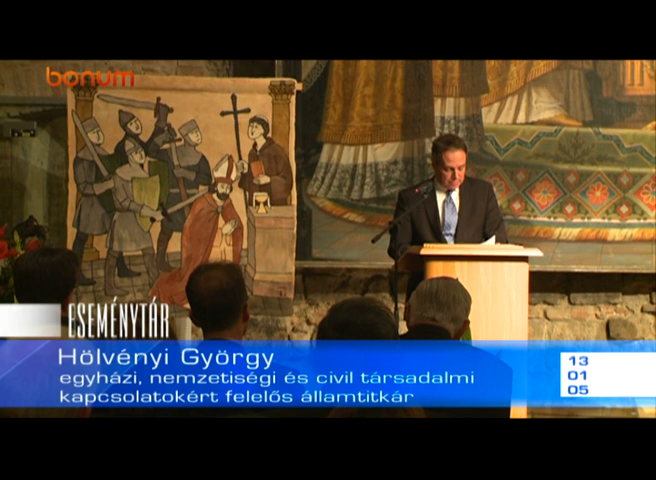 bonum
ESEMÉNYTÁR
Hölvényi György
egyházi, nemzetiségi és civil társadalmi
kapcsolatokért felelős államtitkár
13
01
05